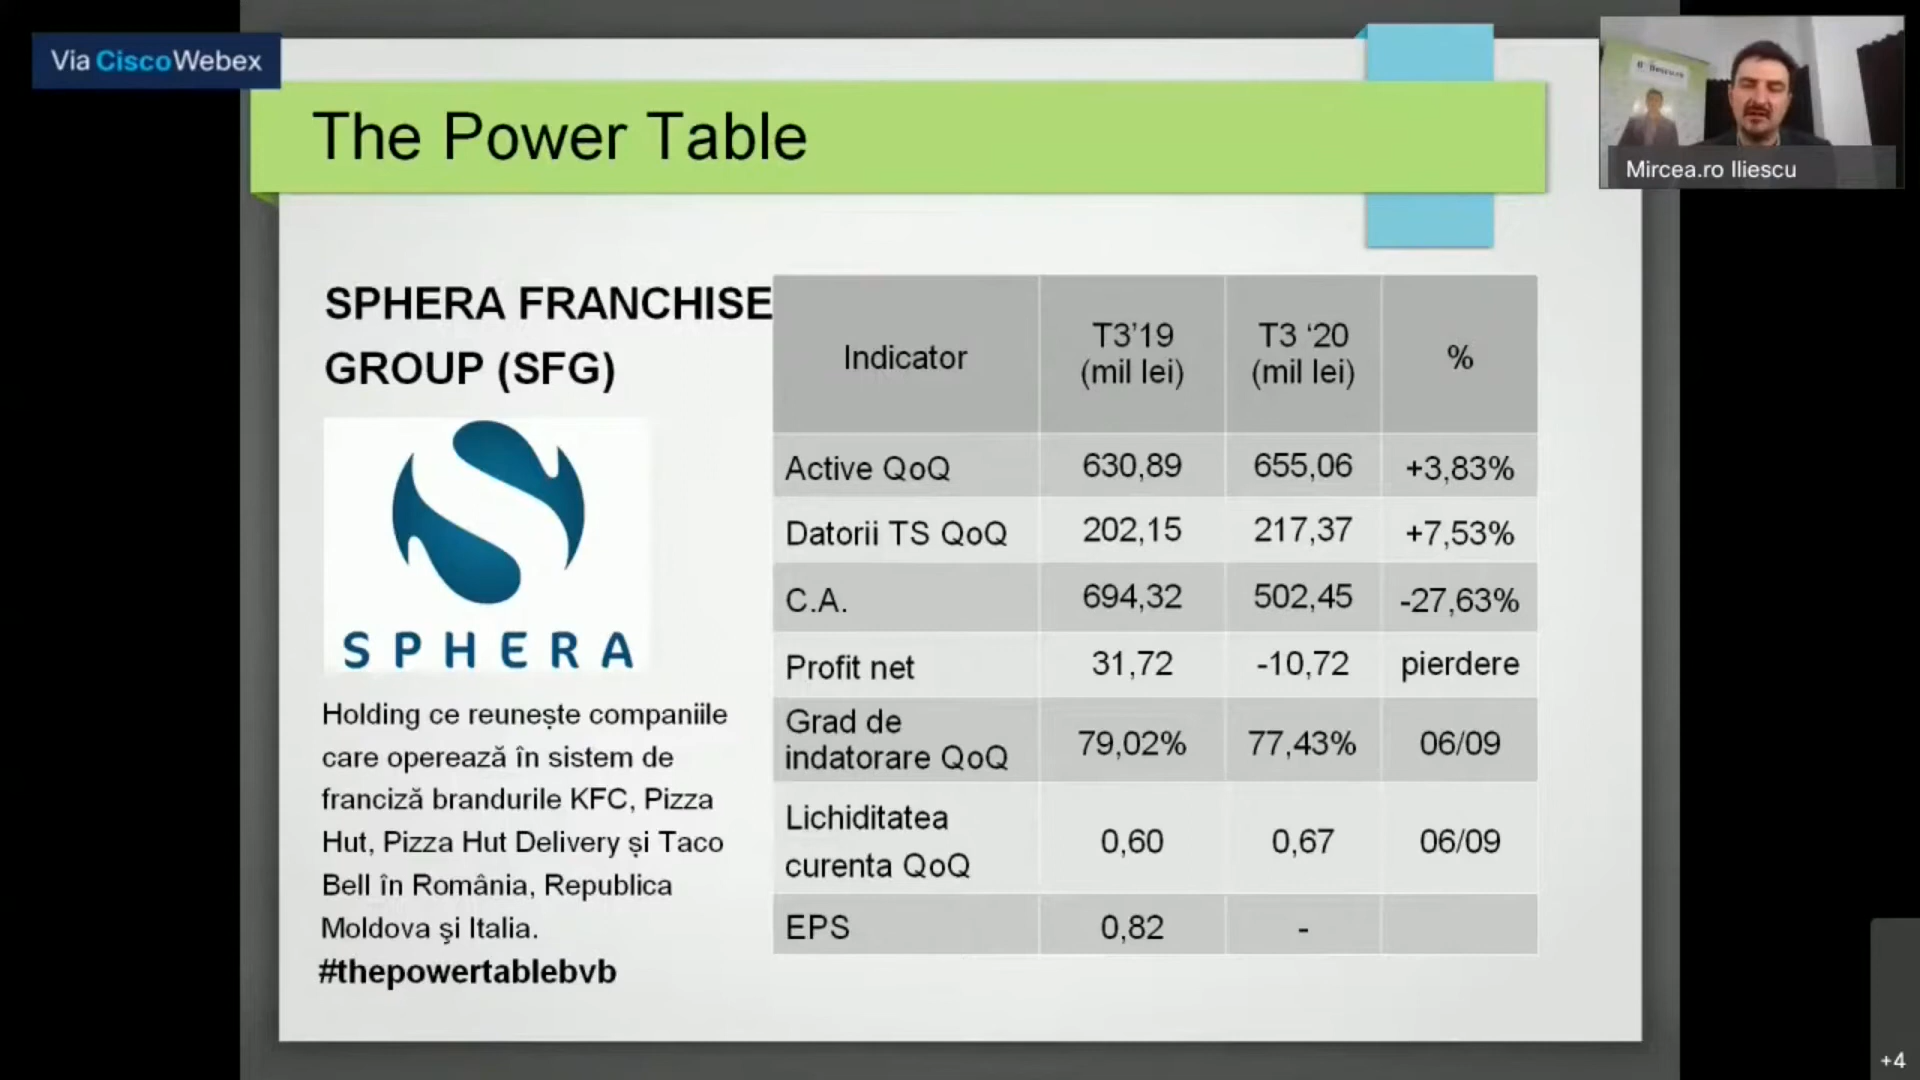 Via CiscoWebex
The Power Table
Mircea.ro Iliescu
SPHERA FRANCHISE
GROUP (SFG)
SPHERA
Holding ce reunește companiile
care operează în sistem de
franciză brandurile KFC, Pizza
Hut, Pizza Hut Delivery și Taco
Bell în România, Republica
Moldova şi Italia.
#thepowertablebvb
Indicator T3’19 (mil lei) T3 ‘20 (mil lei) %
Active QoQ 630,89 655,06 +3,83%
Datorii TS QoQ 202,15 217,37 +7,53%
C.A. 694,32 502,45 -27,63%
Profit net 31,72 -10,72 pierdere
Grad de
indatorare QoQ 79,02% 77,43% 06/09
Lichiditatea
curenta QoQ 0,60 0,67 06/09
EPS 0,82 -
+4